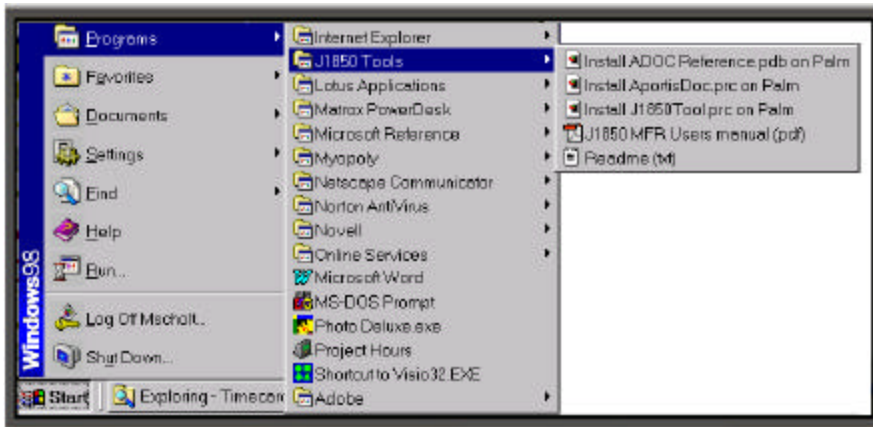 Programs
Favorites
Documents
Settings
Find
Help
Run...
Log Off Mscholt...
Shut Down...
Windows98
Start
Exploring - Timecard
Internet Explorer
J1850 Tools
Lotus Applications
Matrox PowerDesk
Microsoft Reference
Myopoly
Netscape Communicator
Norton AntiVirus
Novell
Online Services
Microsoft Word
MS-DOS Prompt
Photo Deluxe.exe
Project Hours
Shortcut to Visio32.EXE
Adobe
Install ADOC Reference.pdb on Palm
Install AportisDoc.prc on Palm
Install J1850Tool.prc on Palm
J1850 MFR Users manual (pdf)
Readme (txt)